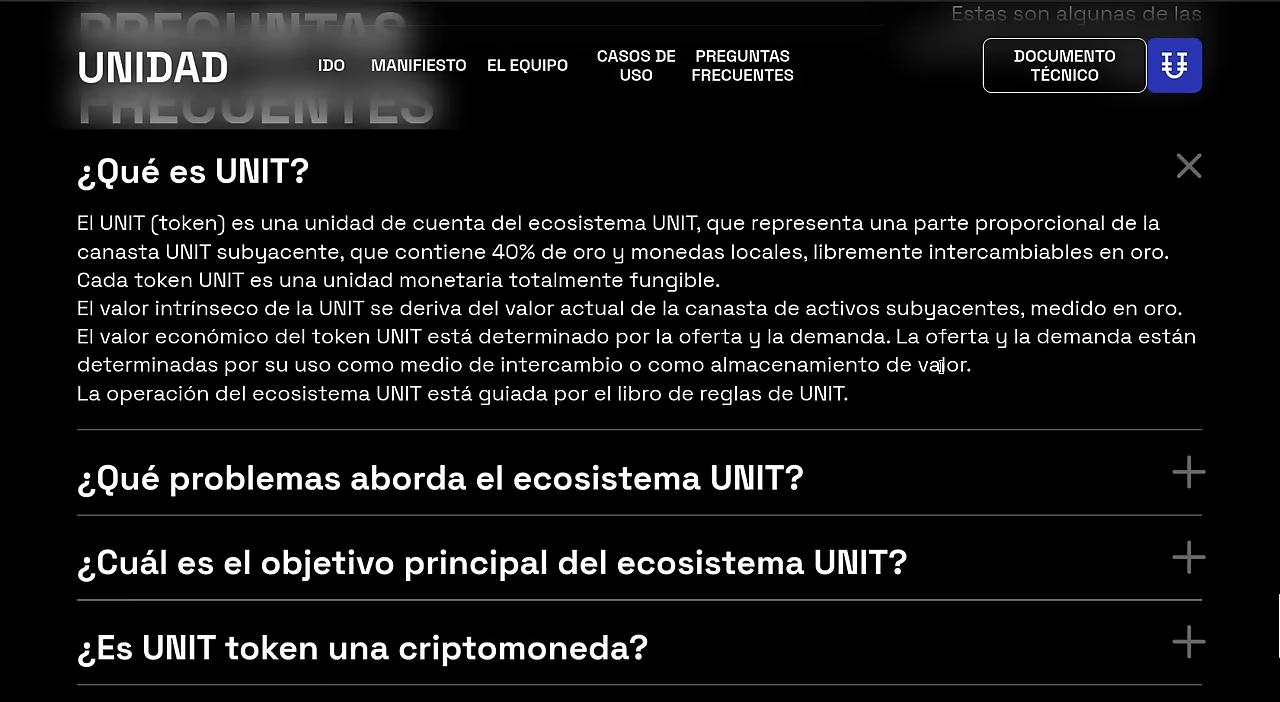 PREGUNTAS
Estas son algunas de las
UNIDAD
IDO
MANIFIESTO
EL EQUIPO
CASOS DE
USO
PREGUNTAS
FRECUENTES
DOCUMENTO
TÉCNICO
FRECUENTES
¿Qué es UNIT?
El UNIT (token) es una unidad de cuenta del ecosistema UNIT, que representa una parte proporcional de la
canasta UNIT subyacente, que contiene 40% de oro y monedas locales, libremente intercambiables en oro.
Cada token UNIT es una unidad monetaria totalmente fungible.
El valor intrínseco de la UNIT se deriva del valor actual de la canasta de activos subyacentes, medido en oro.
El valor económico del token UNIT está determinado por la oferta y la demanda. La oferta y la demanda están
determinadas por su uso como medio de intercambio o como almacenamiento de valor.
La operación del ecosistema UNIT está guiada por el libro de reglas de UNIT.
¿Qué problemas aborda el ecosistema UNIT?
¿Cuál es el objetivo principal del ecosistema UNIT?
¿Es UNIT token una criptomoneda?